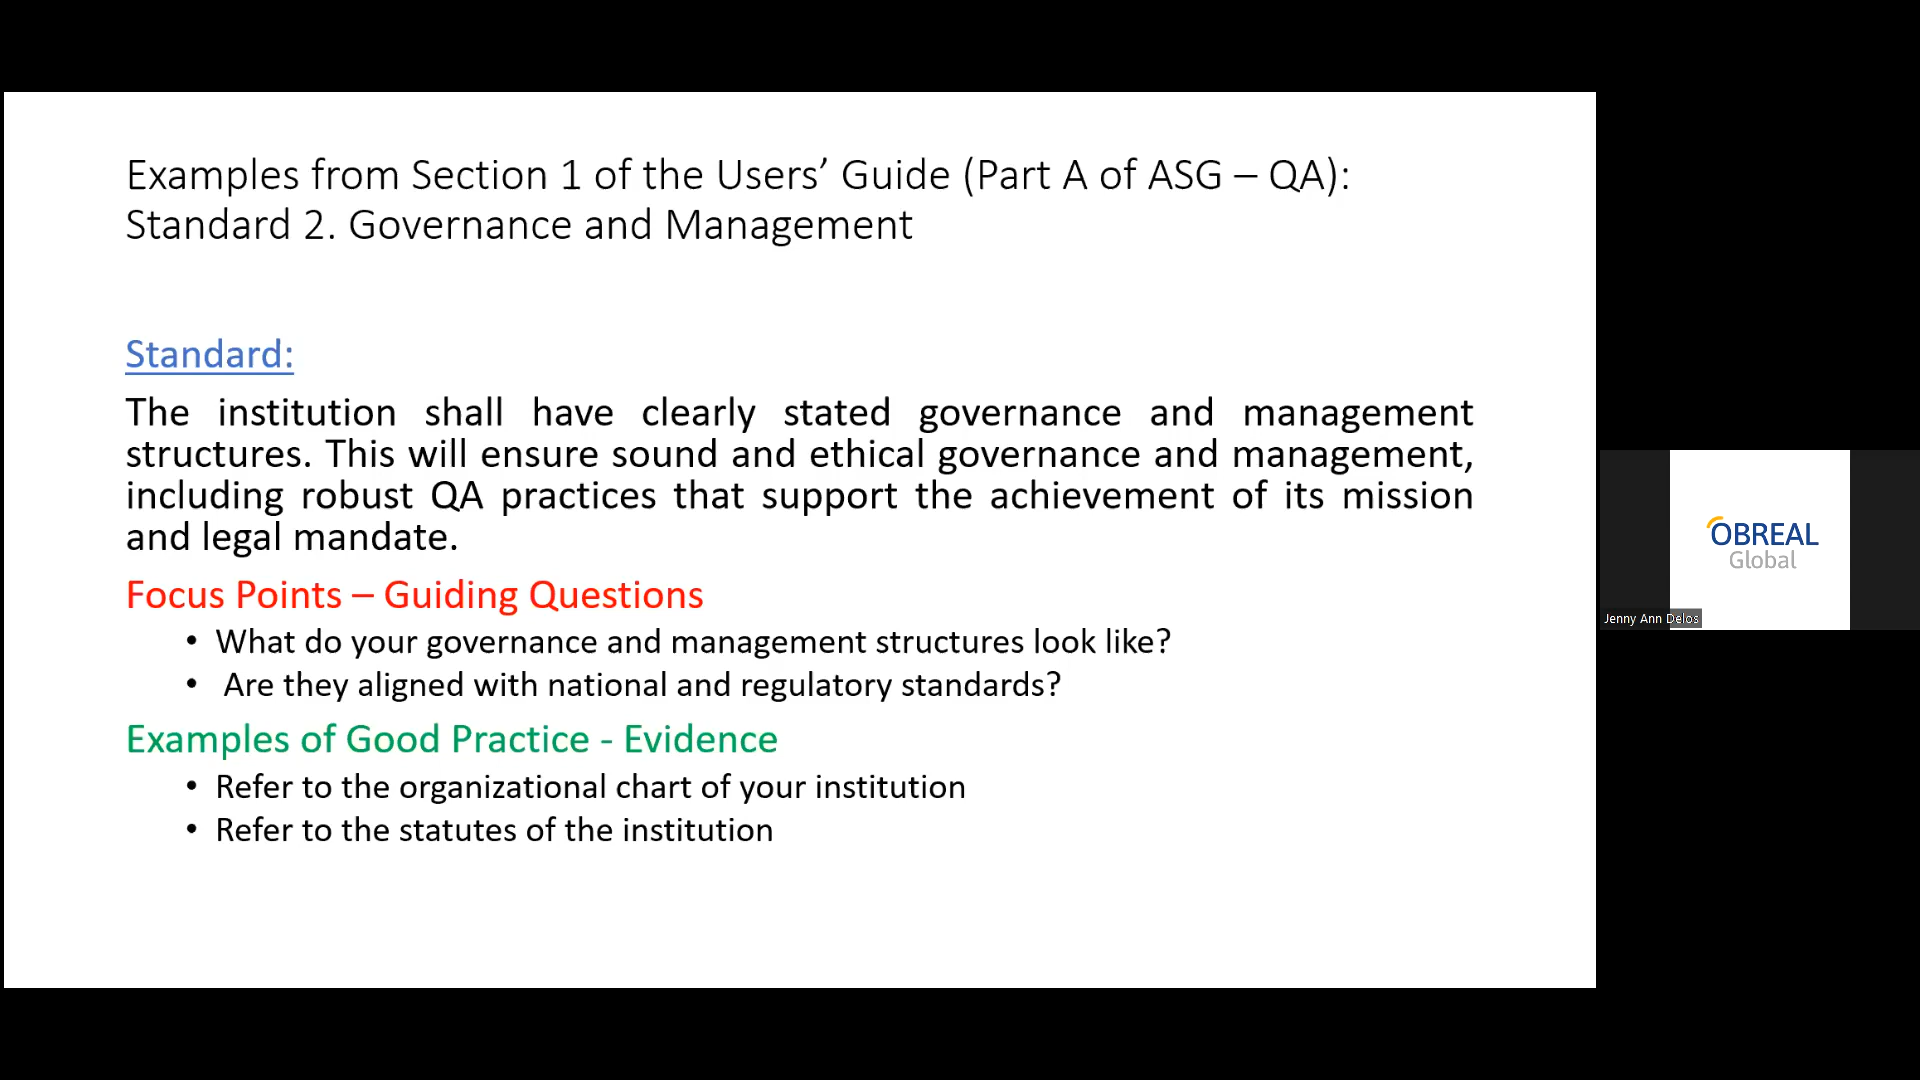 Examples from Section 1 of the Users’ Guide (Part A of ASG – QA):
Standard 2. Governance and Management
Standard:
The institution shall have clearly stated governance and management
structures. This will ensure sound and ethical governance and management,
including robust QA practices that support the achievement of its mission
and legal mandate.
Focus Points – Guiding Questions
• What do your governance and management structures look like?
• Are they aligned with national and regulatory standards?
Examples of Good Practice - Evidence
• Refer to the organizational chart of your institution
• Refer to the statutes of the institution
OBREAL
Global
Jenny Ann Delos